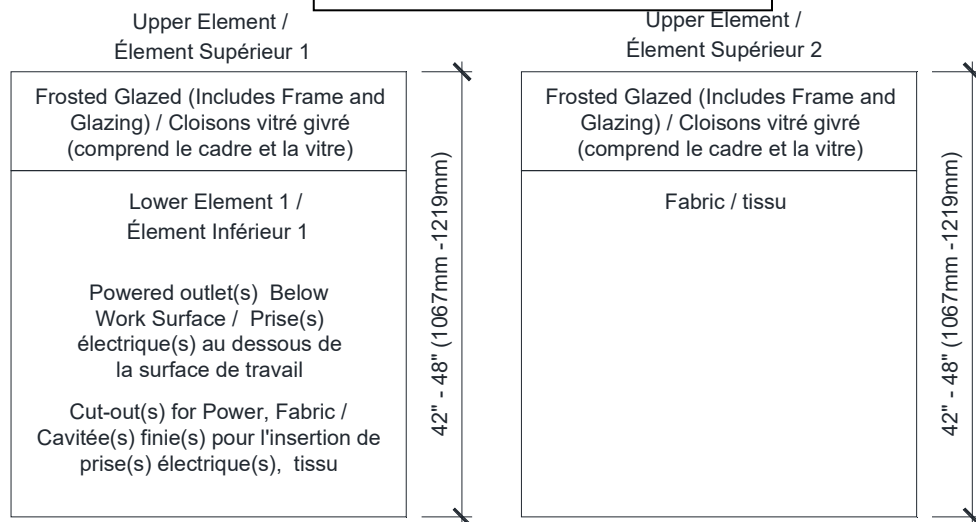 Upper Element /
Élement Supérieur 1
Frosted Glazed (Includes Frame and
Glazing) / Cloisons vitré givré
(comprend le cadre et la vitre)
Lower Element 1 /
Élement Inférieur 1
Powered outlet(s)  Below
Work Surface /  Prise(s)
électrique(s) au dessous de
la surface de travail
Cut-out(s) for Power, Fabric /
Cavitée(s) finie(s) pour l'insertion de
prise(s) électrique(s),  tissu
42" - 48" (1067mm -1219mm)
Upper Element /
Élement Supérieur 2
Frosted Glazed (Includes Frame and
Glazing) / Cloisons vitré givré
(comprend le cadre et la vitre)
Fabric / tissu
42" - 48" (1067mm -1219mm)